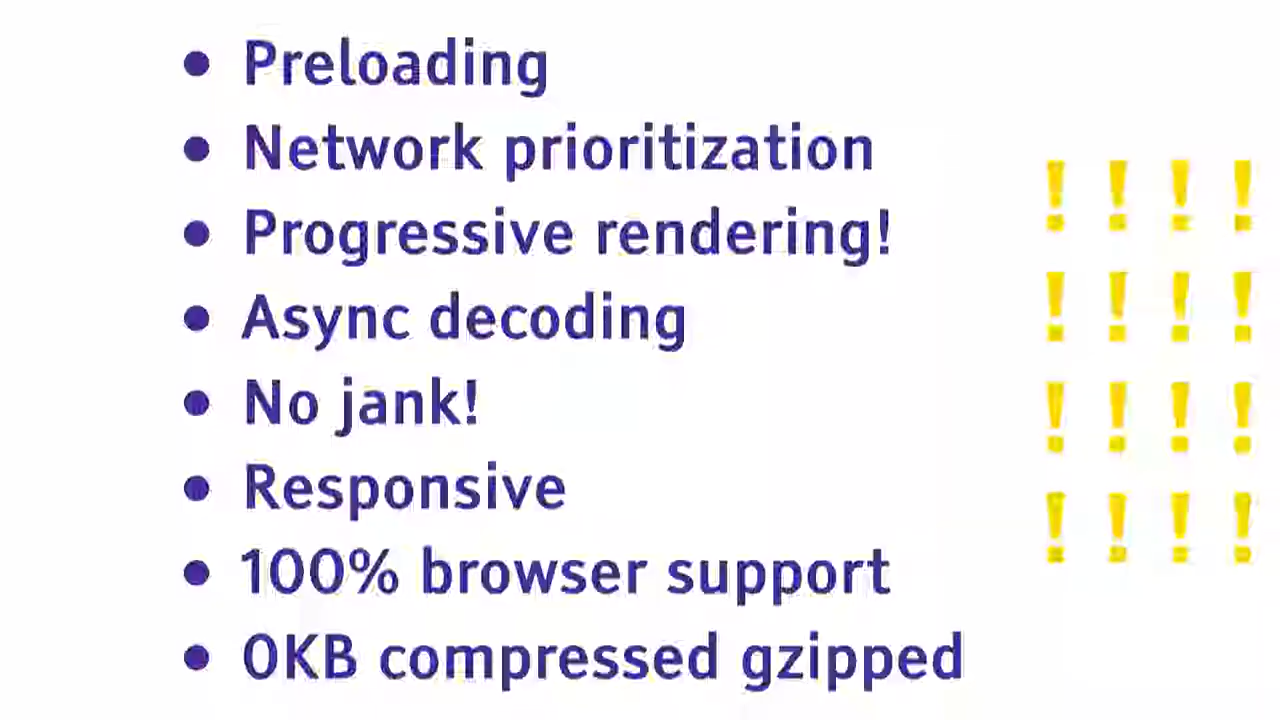 • Preloading
• Network prioritization
• Progressive rendering!
• Async decoding
• No jank!
• Responsive
• 100% browser support
• 0KB compressed gzipped
! ! ! !
! ! ! !
! ! ! !
! ! ! !